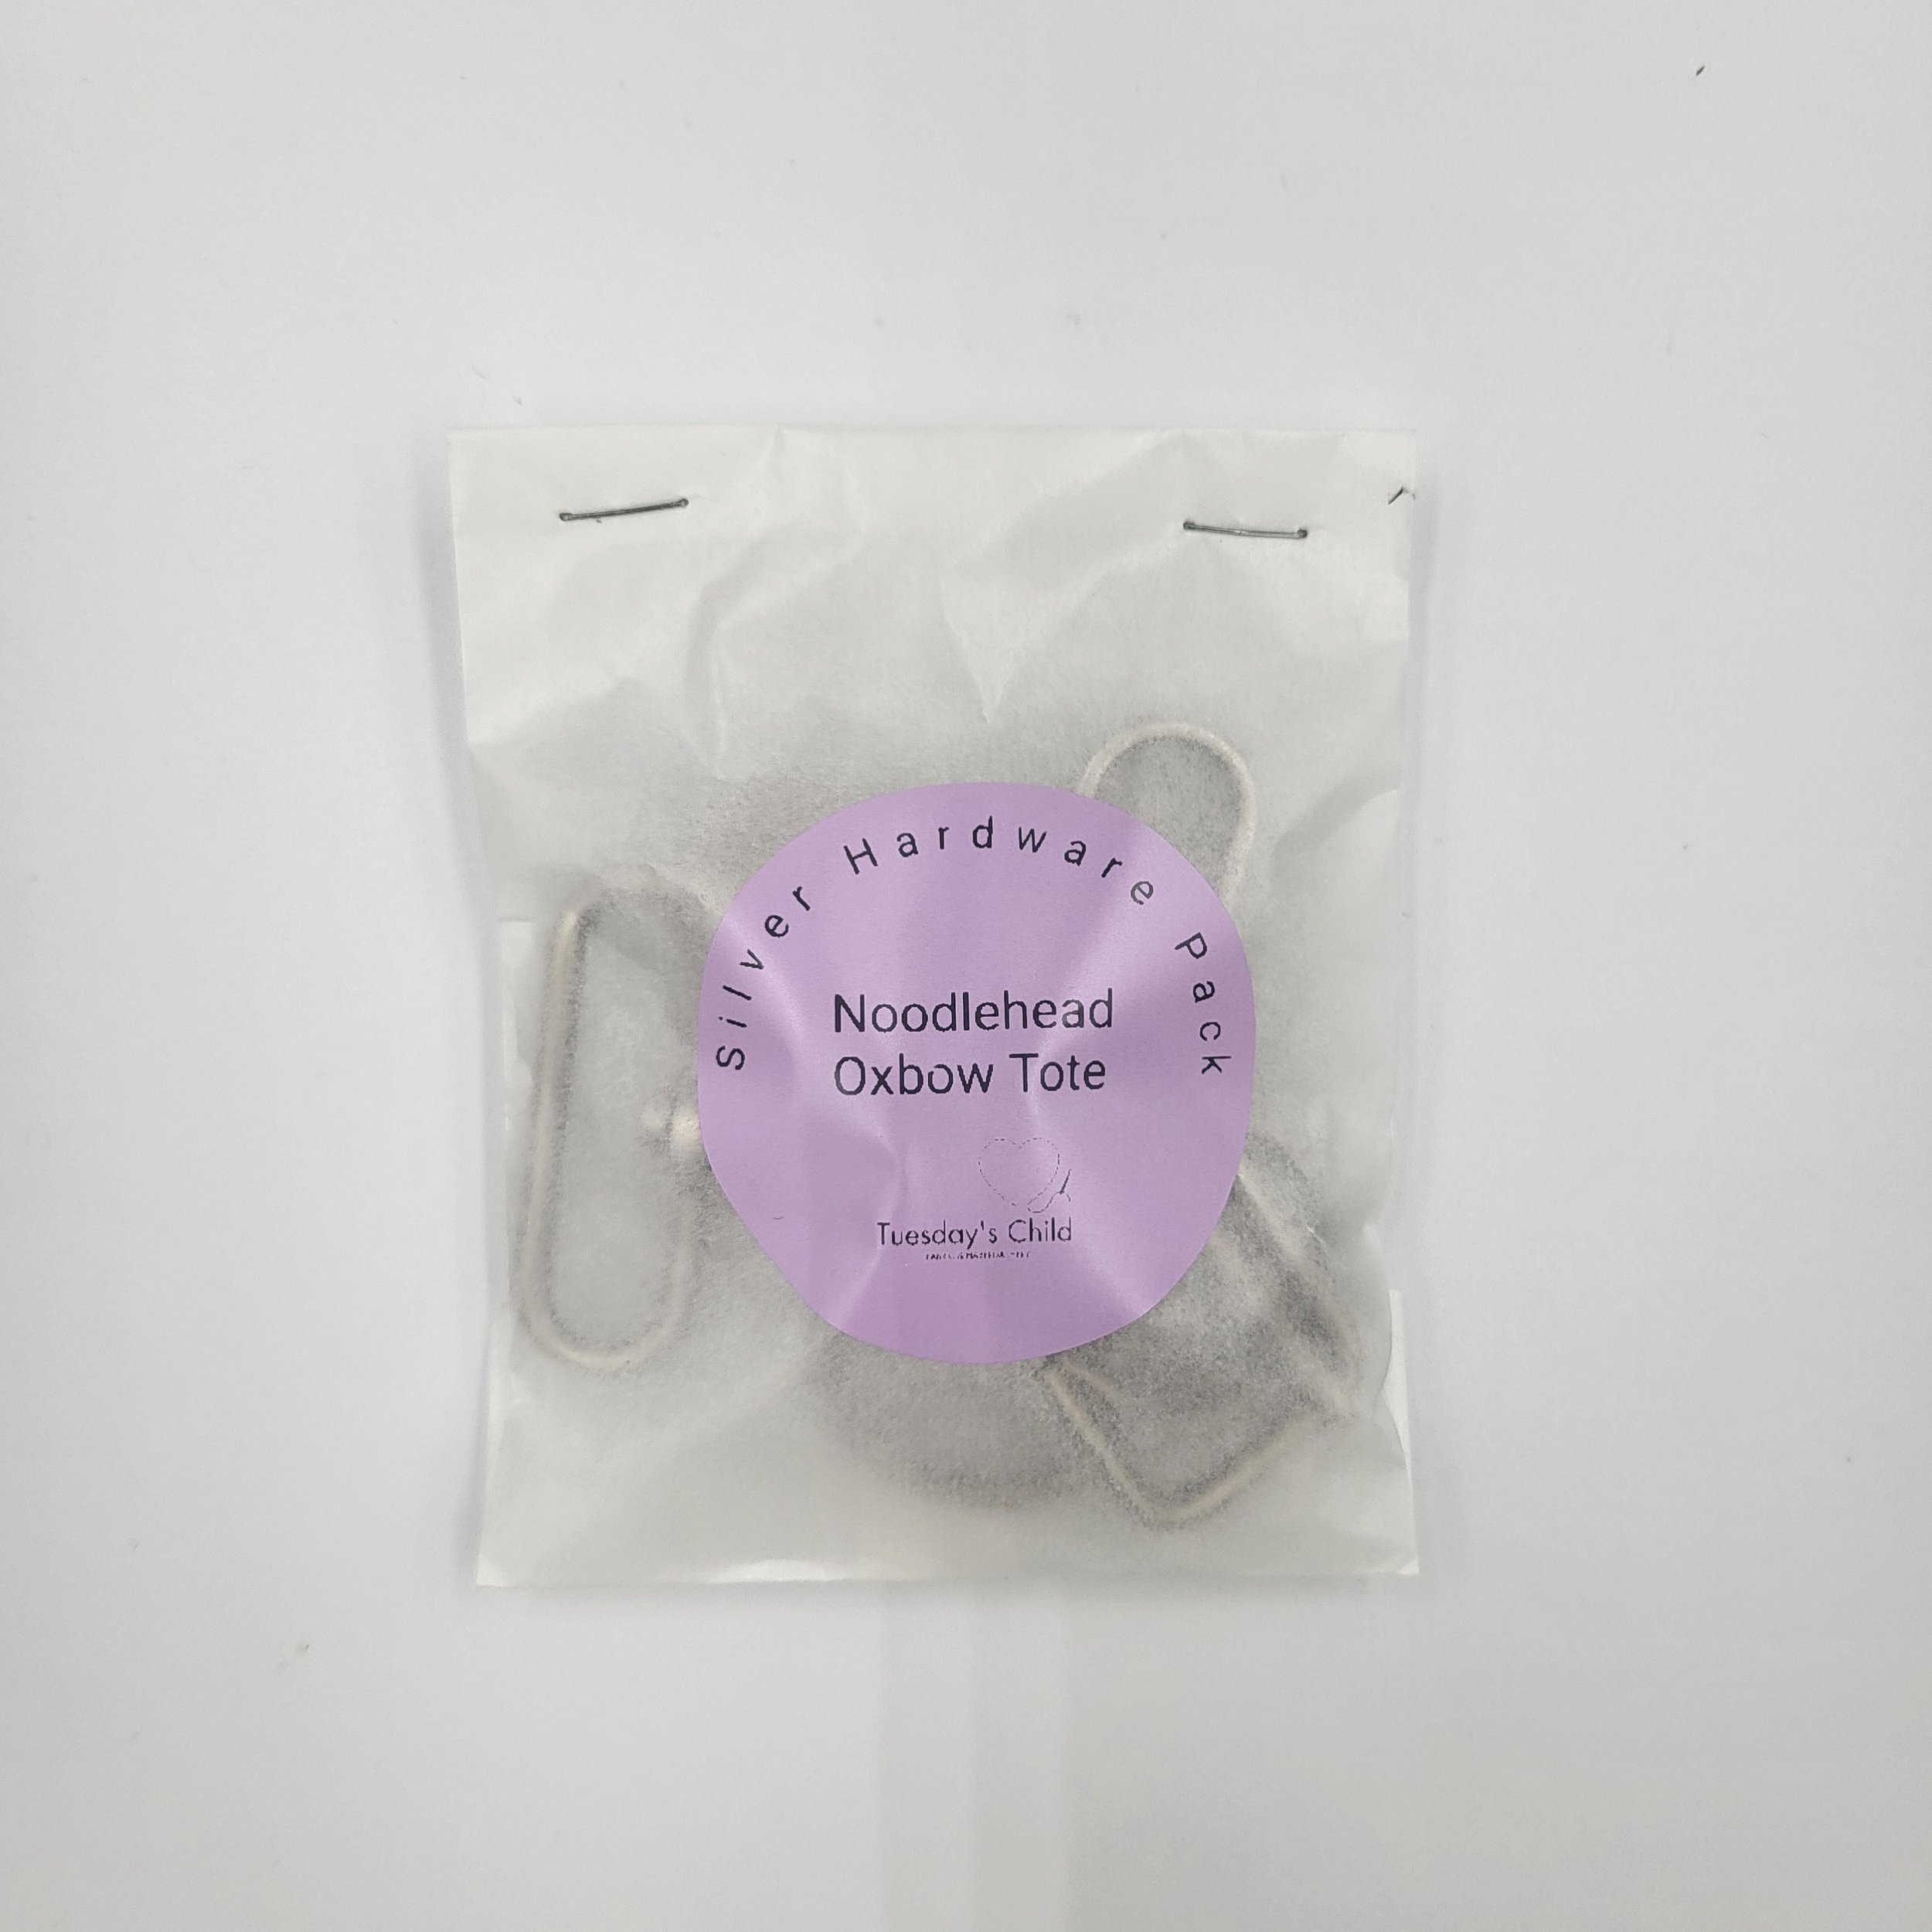 Silver Hardware Pack
Noodlehead
Oxbow Tote
Tuesday's Child